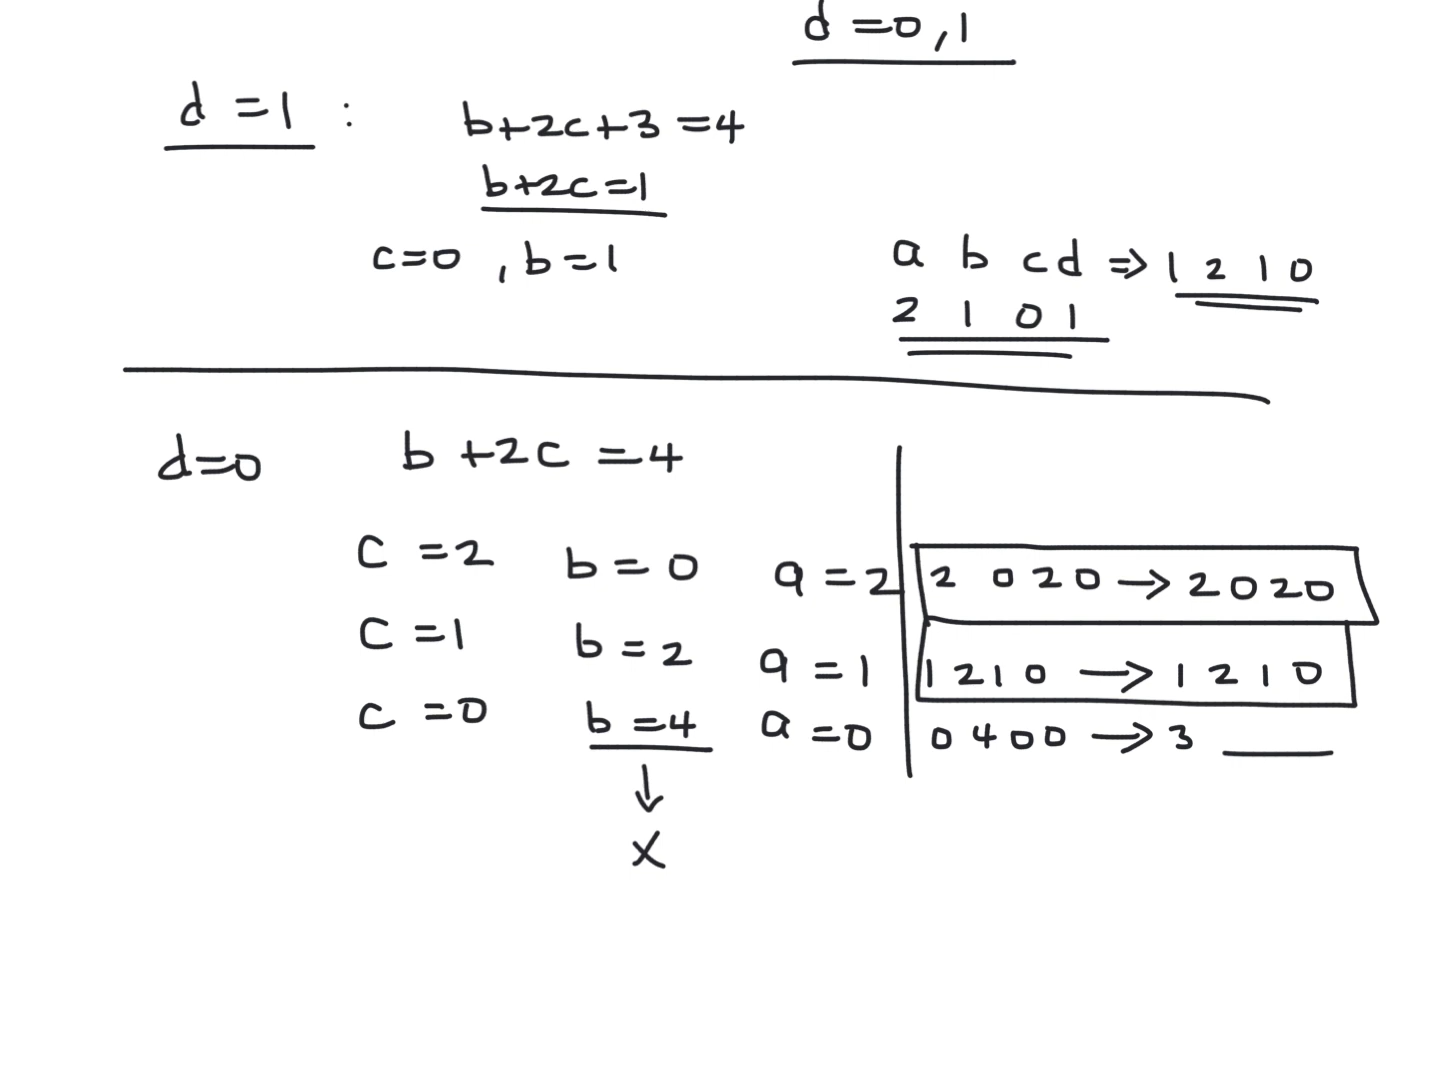 d = 0 , 1
d = 1 : b + 2c + 3 = 4
b + 2c = 1
c = 0 , b = 1
a b c d ⇒ 1 2 1 0
2 1 0 1
d = 0 b + 2c = 4
c = 2 b = 0 a = 2 2 0 2 0 → 2 0 2 0
c = 1 b = 2 a = 1 1 2 1 0 → 1 2 1 0
c = 0 b = 4 a = 0 0 4 0 0 → 3 ___
↓
x